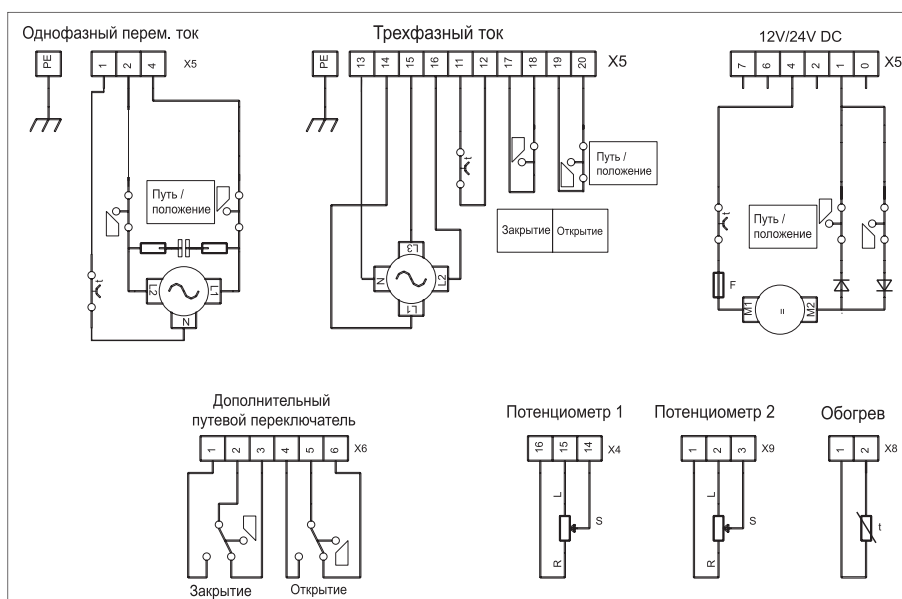 Однофазный перем. ток
Трехфазный ток
12V/24V DC
PE
1 2 4
X5
PE
13 14 15 16 11 12 17 18 19 20
X5
7 6 4 2 1 0
X5
t
Путь /
положение
t
Путь /
положение
Закрытие
Открытие
t
Путь /
положение
F
L2
L1
N
L3
N
L2
L1
M1
=
M2
t
Дополнительный
путевой переключатель
1 2 3 4 5 6
X6
Закрытие
Открытие
Потенциометр 1
16 15 14
X4
L
S
R
Потенциометр 2
1 2 3
X9
L
S
R
Обогрев
1 2
X8
t